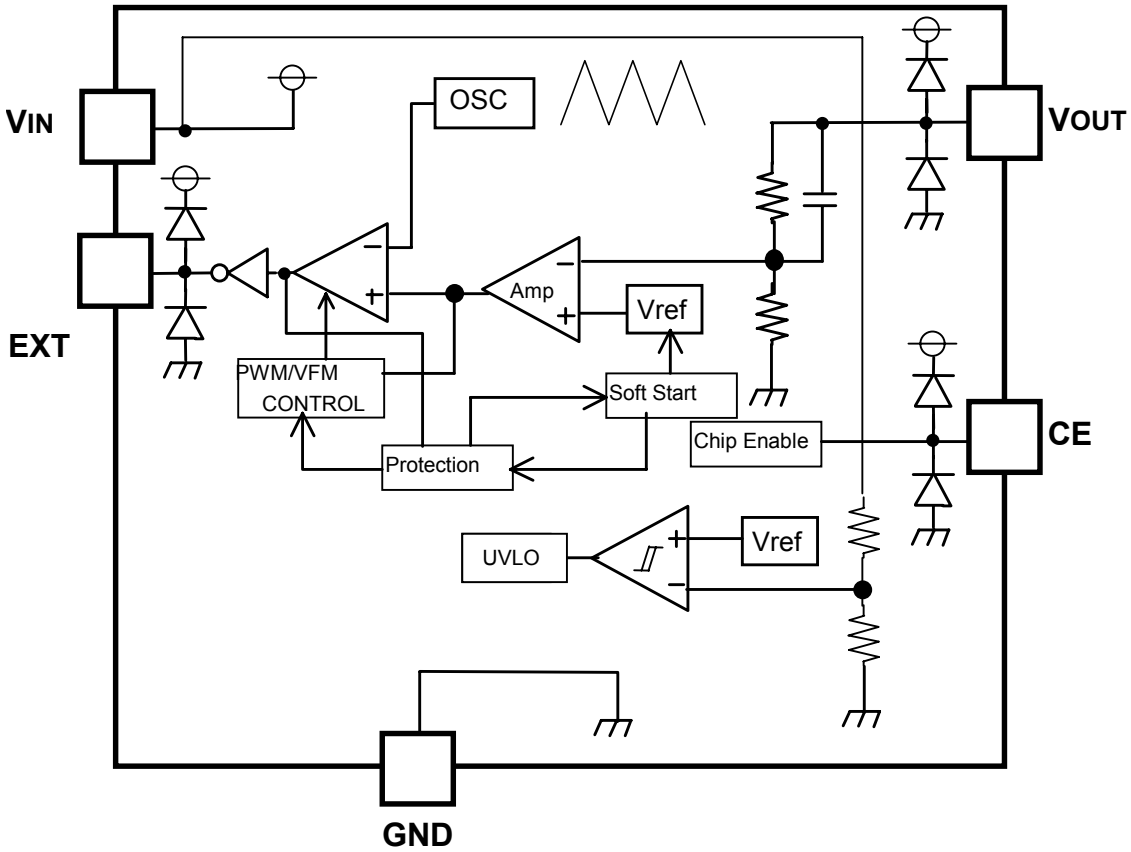 OSC
VIN
VOUT
Amp
Vref
EXT
PWM/VFM
CONTROL
Soft Start
Chip Enable
CE
Protection
UVLO
Vref
GND